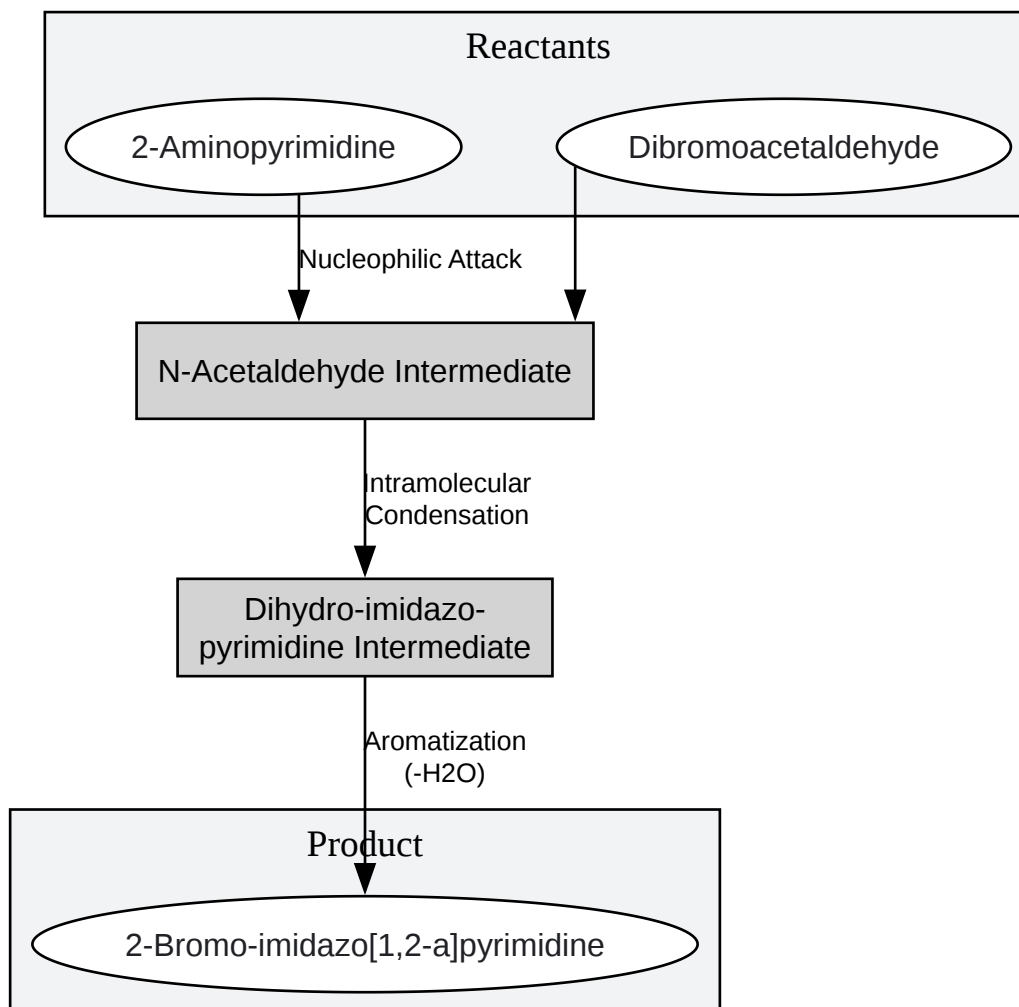 Reactants
2-Aminopyrimidine
Dibromoacetaldehyde
Nucleophilic Attack
N-Acetaldehyde Intermediate
Intramolecular
Condensation
Dihydro-imidazo-
pyrimidine Intermediate
Aromatization
(-H2O)
Product
2-Bromo-imidazo[1,2-a]pyrimidine